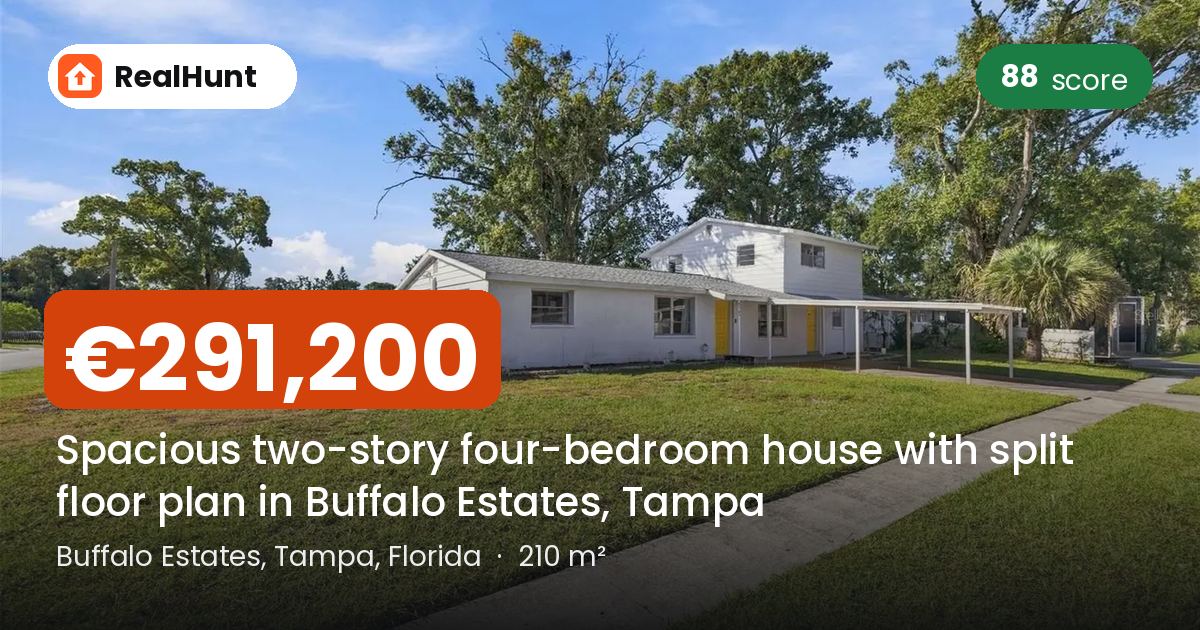 RealHunt
88 score
€291,200
Spacious two-story four-bedroom house with split
floor plan in Buffalo Estates, Tampa
Buffalo Estates, Tampa, Florida · 210 m²